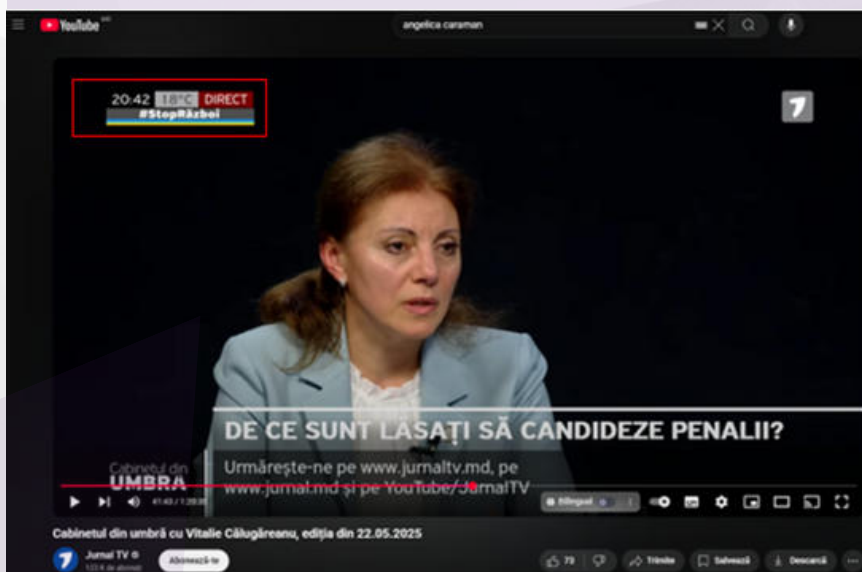 YouTube MD
angelica caraman
20:42 18°C DIRECT
#StopRăzboi
DE CE SUNT LĂSAȚI SĂ CANDIDEZE PENALII?
Cabinetul din
UMBRĂ
Urmărește-ne pe www.jurnaltv.md, pe
www.jurnal.md și pe YouTube/JurnalTV
Bilingual
Cabinetul din umbră cu Vitalie Călugăreanu, ediția din 22.05.2025
Jurnal TV
Abonează-te
73
Trimite
Salvează
Descarcă